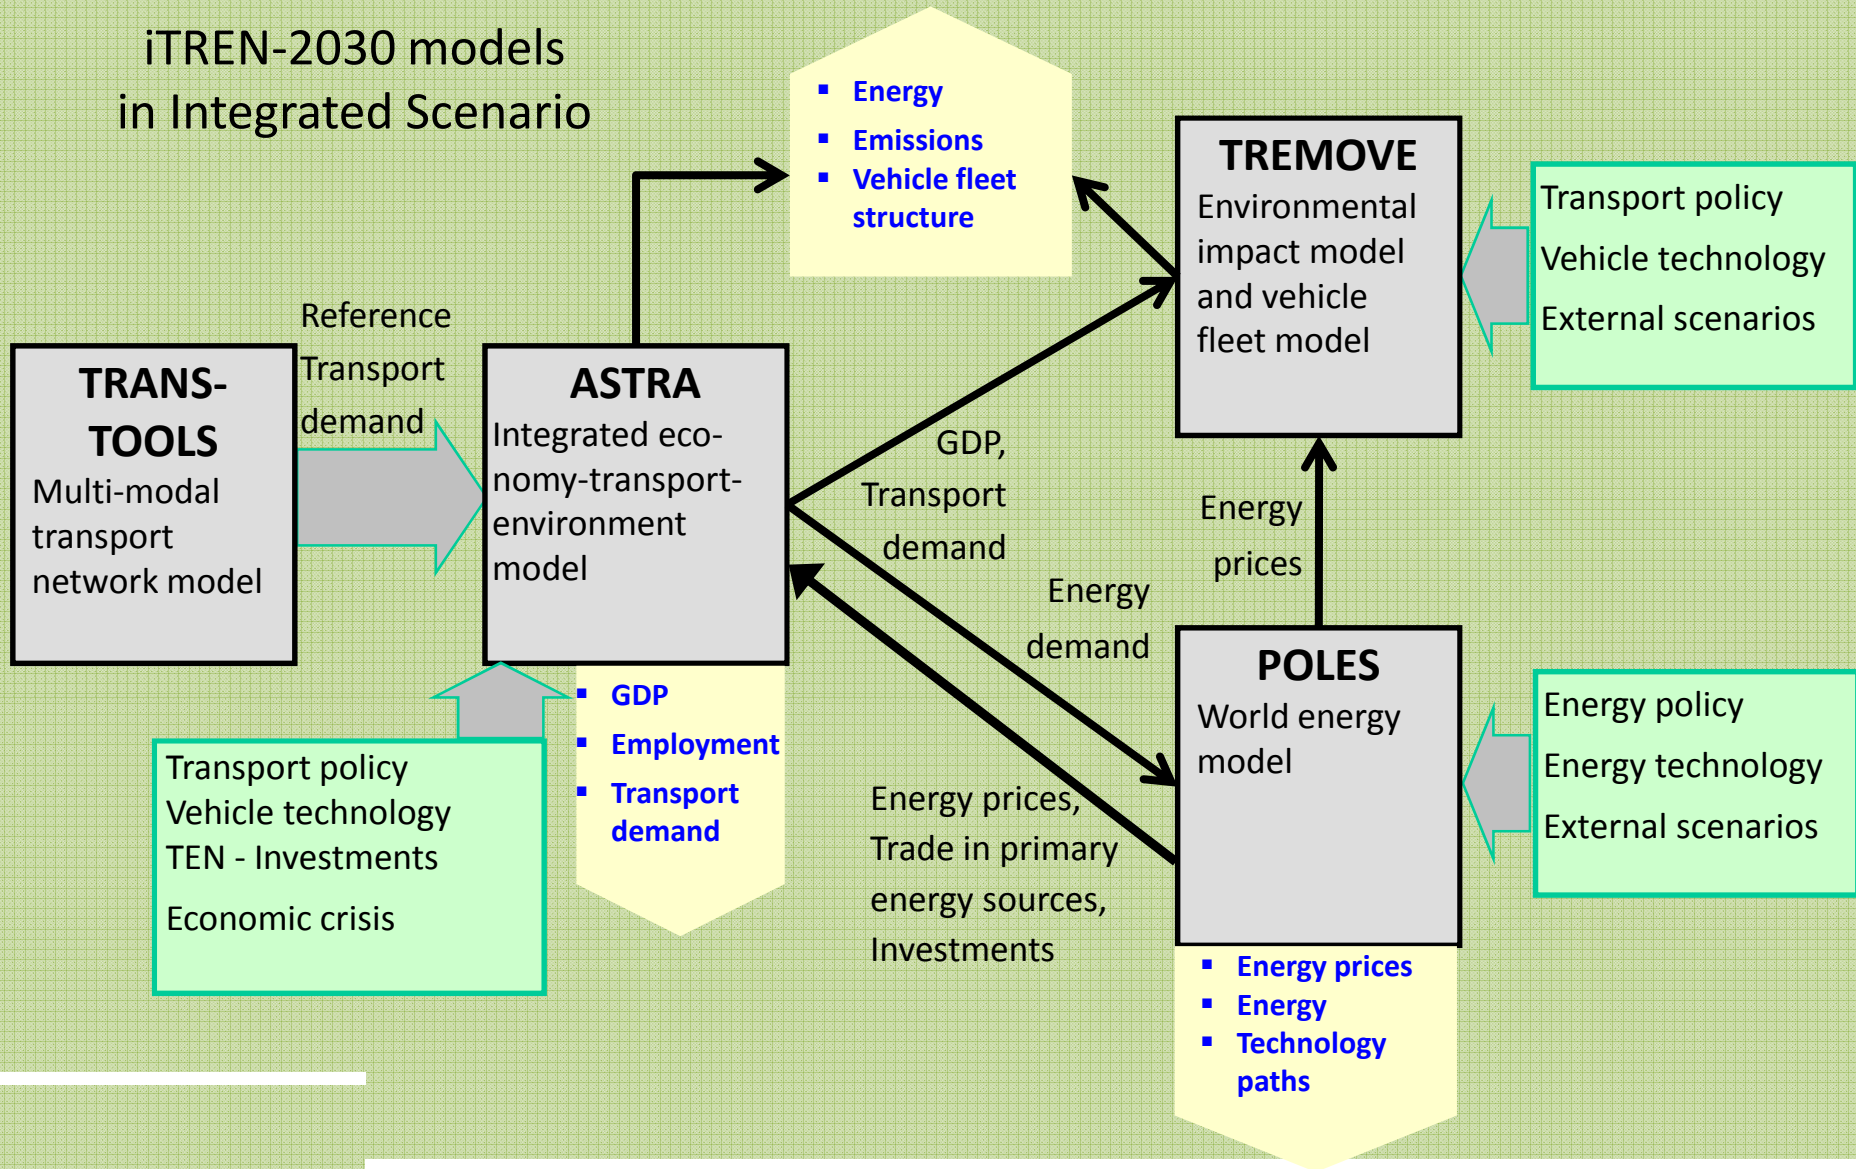 iTREN-2030 models
in Integrated Scenario
▪ Energy
▪ Emissions
▪ Vehicle fleet
structure
TREMOVE
Environmental
impact model
and vehicle
fleet model
Transport policy
Vehicle technology
External scenarios
Reference
Transport
demand
TRANS-
TOOLS
Multi-modal
transport
network model
ASTRA
Integrated eco-
nomy-transport-
environment
model
GDP,
Transport
demand
Energy
prices
Energy
demand
POLES
World energy
model
Energy policy
Energy technology
External scenarios
▪ GDP
▪ Employment
▪ Transport
demand
Transport policy
Vehicle technology
TEN - Investments
Economic crisis
Energy prices,
Trade in primary
energy sources,
Investments
▪ Energy prices
▪ Energy
▪ Technology
paths